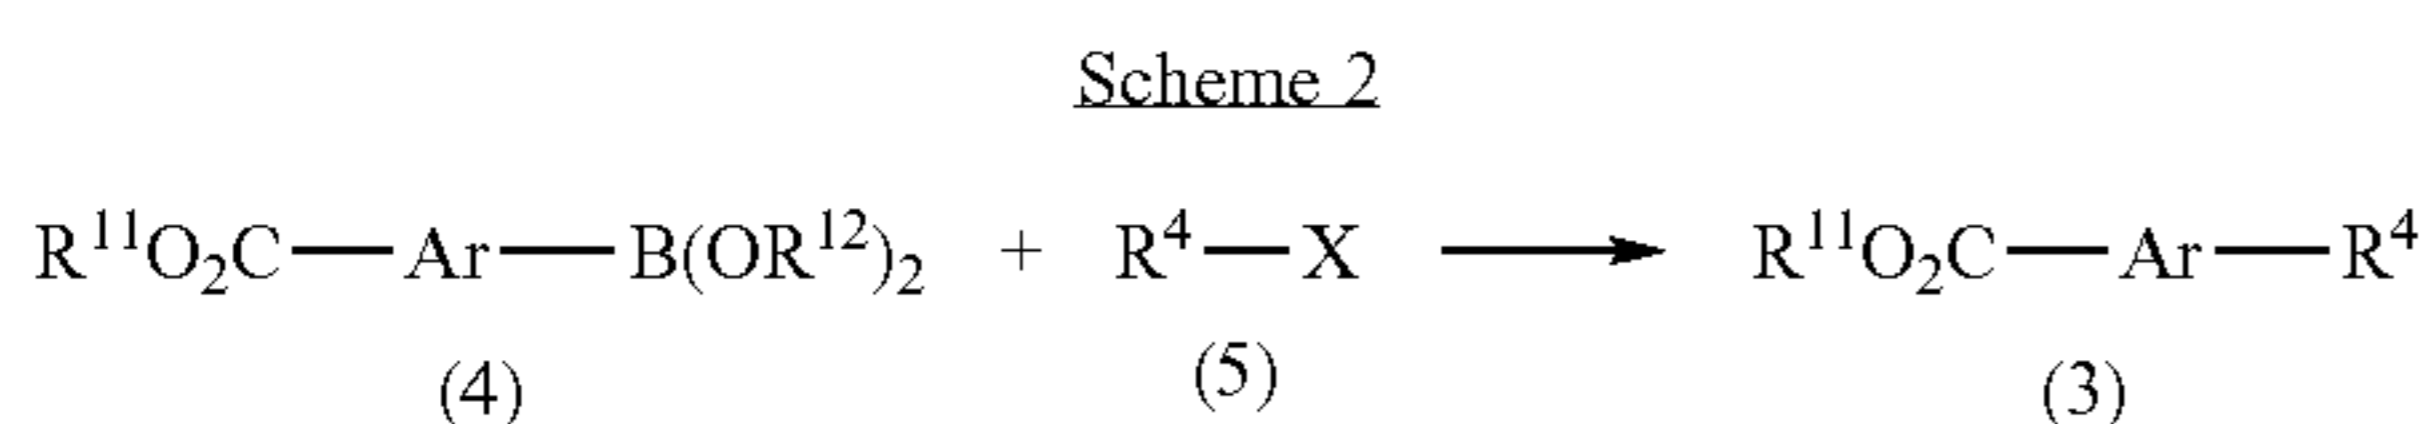 Scheme 2
R¹¹O₂C—Ar—B(OR¹²)₂ + R⁴—X ⟶ R¹¹O₂C—Ar—R⁴
(4) (5) (3)